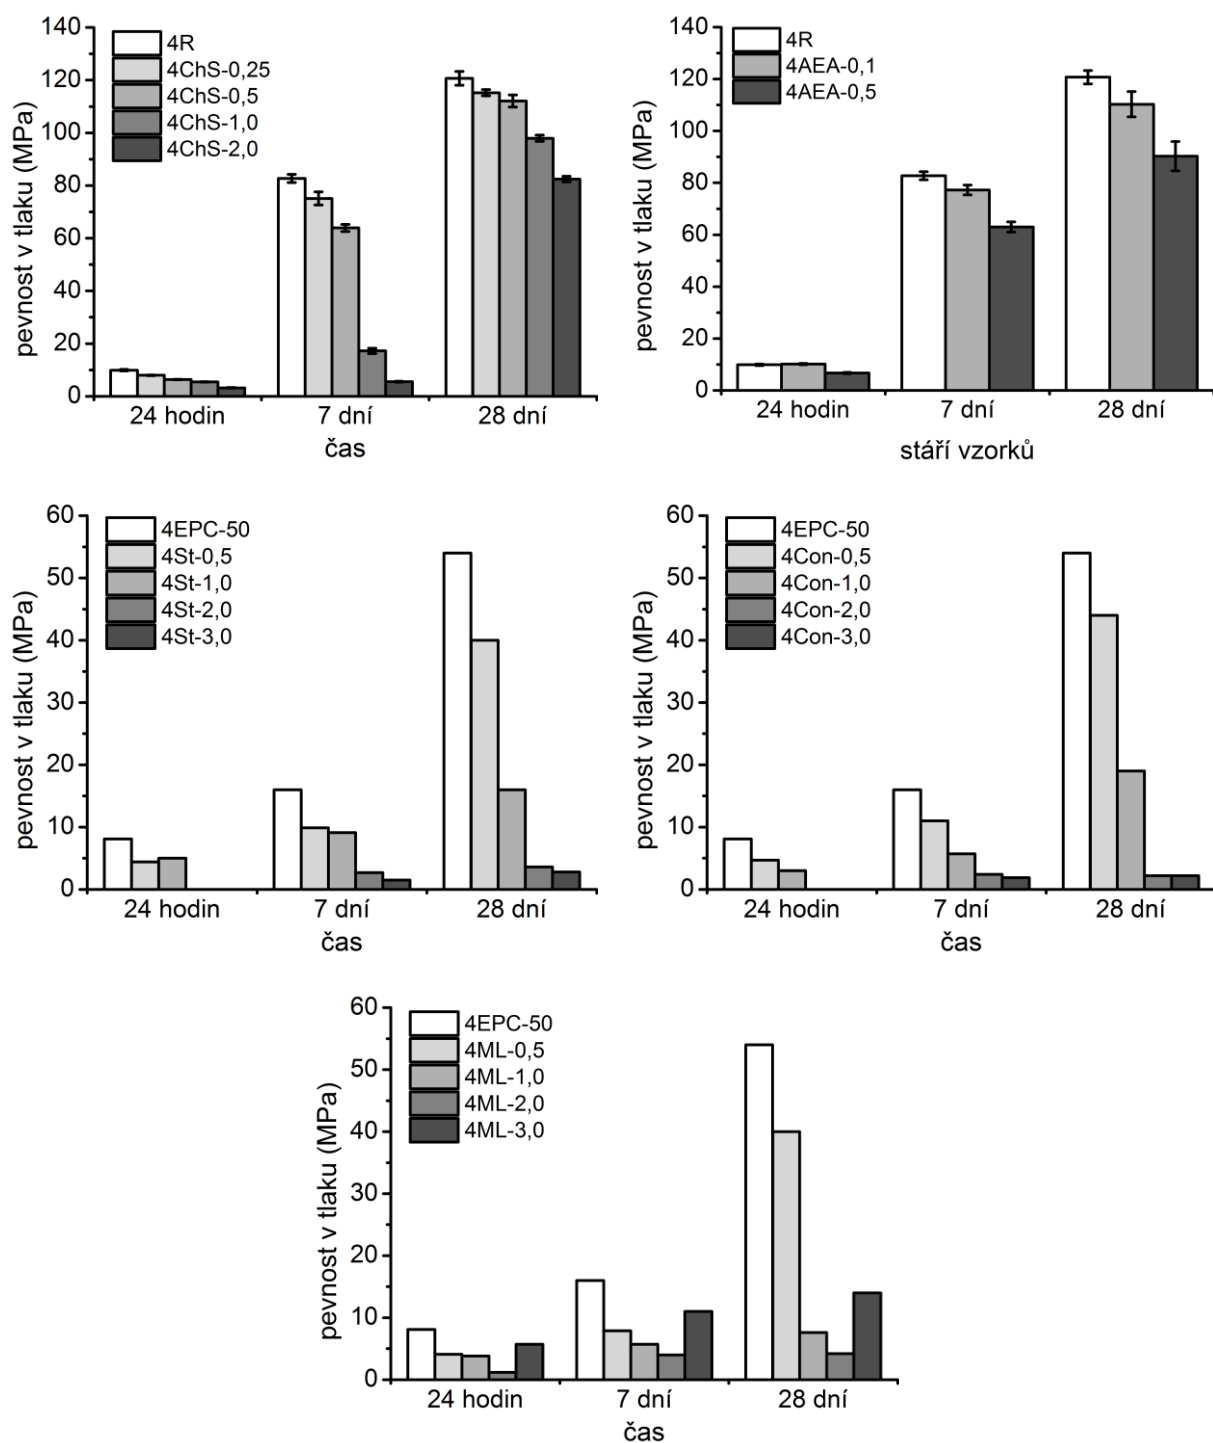 pevnost v tlaku (MPa)
140
120
100
80
60
40
20
0
4R
4ChS-0,25
4ChS-0,5
4ChS-1,0
4ChS-2,0
24 hodin 7 dní 28 dní
čas
pevnost v tlaku (MPa)
140
120
100
80
60
40
20
0
4R
4AEA-0,1
4AEA-0,5
24 hodin 7 dní 28 dní
stáří vzorků
pevnost v tlaku (MPa)
60
50
40
30
20
10
0
4EPC-50
4St-0,5
4St-1,0
4St-2,0
4St-3,0
24 hodin 7 dní 28 dní
čas
pevnost v tlaku (MPa)
60
50
40
30
20
10
0
4EPC-50
4Con-0,5
4Con-1,0
4Con-2,0
4Con-3,0
24 hodin 7 dní 28 dní
čas
pevnost v tlaku (MPa)
60
50
40
30
20
10
0
4EPC-50
4ML-0,5
4ML-1,0
4ML-2,0
4ML-3,0
24 hodin 7 dní 28 dní
čas